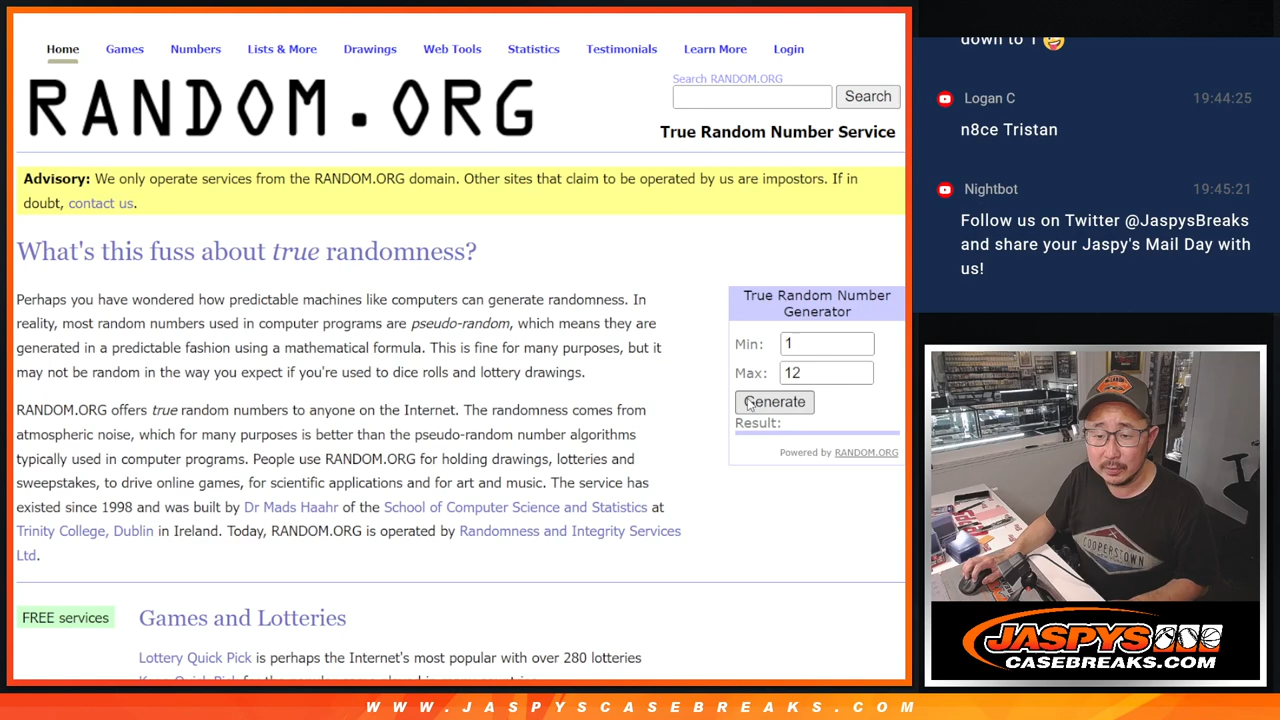 Home Games Numbers Lists & More Drawings Web Tools Statistics Testimonials Learn More Login
RANDOM.ORG
Search RANDOM.ORG
Search
True Random Number Service
Advisory: We only operate services from the RANDOM.ORG domain. Other sites that claim to be operated by us are impostors. If in
doubt, contact us.
What's this fuss about true randomness?
Perhaps you have wondered how predictable machines like computers can generate randomness. In
reality, most random numbers used in computer programs are pseudo-random, which means they are
generated in a predictable fashion using a mathematical formula. This is fine for many purposes, but it
may not be random in the way you expect if you're used to dice rolls and lottery drawings.
RANDOM.ORG offers true random numbers to anyone on the Internet. The randomness comes from
atmospheric noise, which for many purposes is better than the pseudo-random number algorithms
typically used in computer programs. People use RANDOM.ORG for holding drawings, lotteries and
sweepstakes, to drive online games, for scientific applications and for art and music. The service has
existed since 1998 and was built by Dr Mads Haahr of the School of Computer Science and Statistics at
Trinity College, Dublin in Ireland. Today, RANDOM.ORG is operated by Randomness and Integrity Services
Ltd.
True Random Number
Generator
Min: 1
Max: 12
Generate
Result:
Powered by RANDOM.ORG
FREE services
Games and Lotteries
Lottery Quick Pick is perhaps the Internet's most popular with over 280 lotteries
down to 1 🤪
Logan C 19:44:25
n8ce Tristan
Nightbot 19:45:21
Follow us on Twitter @JaspysBreaks
and share your Jaspy's Mail Day with
us!
COOPERSTOWN
JASPYS
CASEBREAKS.COM
WWW.JASPYSCASEBREAKS.COM